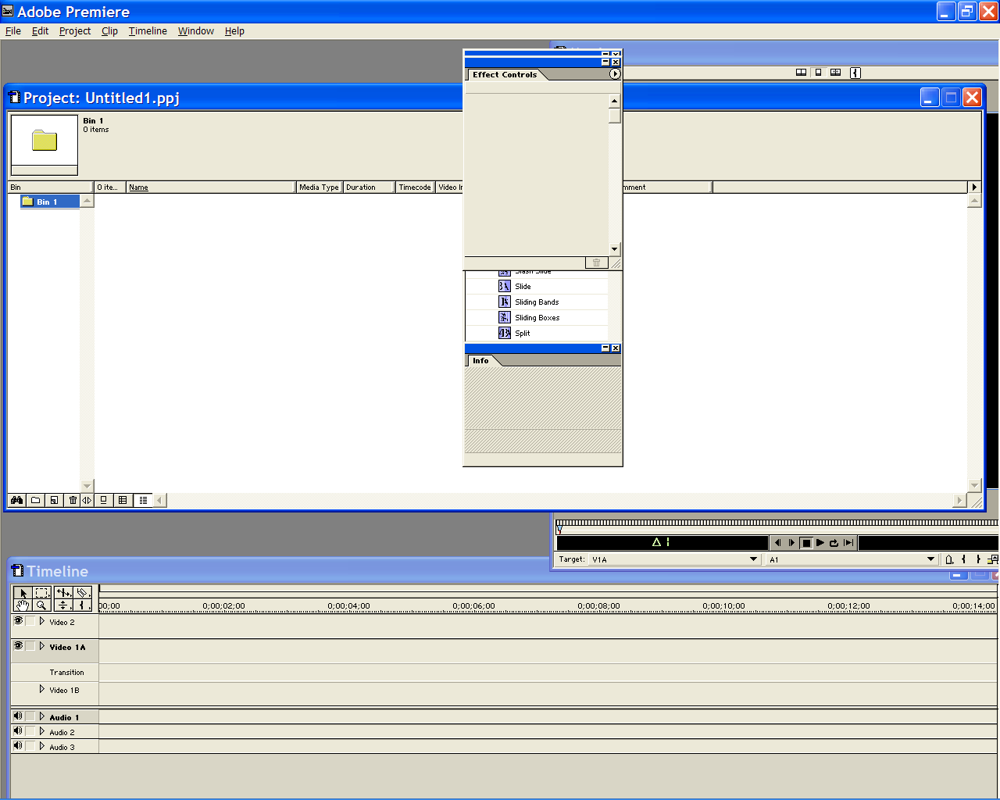 Adobe Premiere
File Edit Project Clip Timeline Window Help
Effect Controls
Project: Untitled1.ppj
Bin 1
0 items
Bin 0 ite... Name Media Type Duration Timecode Video In mment
Bin 1
Slash Slide
Slide
Sliding Bands
Sliding Boxes
Split
Info
Target: V1A A1
Timeline
00;00 0;00;02;00 0;00;04;00 0;00;06;00 0;00;08;00 0;00;10;00 0;00;12;00 0;00;14;00
Video 2
Video 1A
Transition
Video 1B
Audio 1
Audio 2
Audio 3